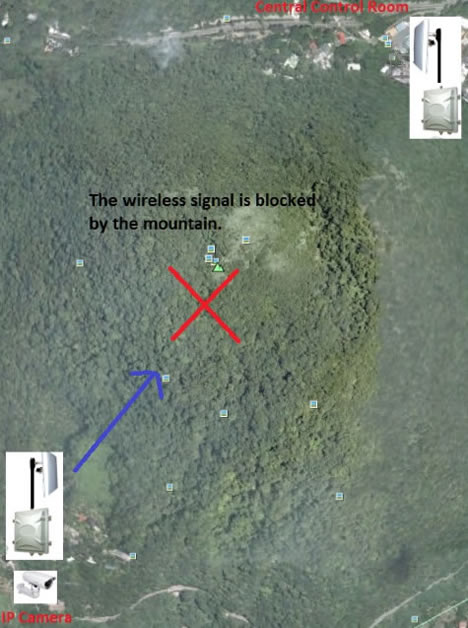 Central Control Room
The wireless signal is blocked
by the mountain.
IP Camera